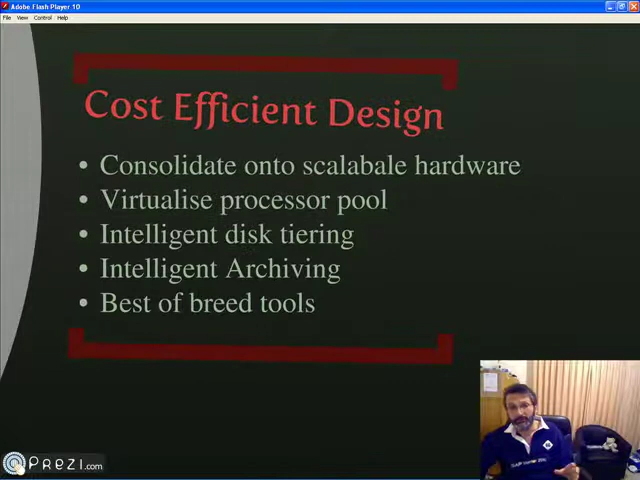 Adobe Flash Player 10
File View Control Help
Cost Efficient Design
• Consolidate onto scalabale hardware
• Virtualise processor pool
• Intelligent disk tiering
• Intelligent Archiving
• Best of breed tools
PREZI.com